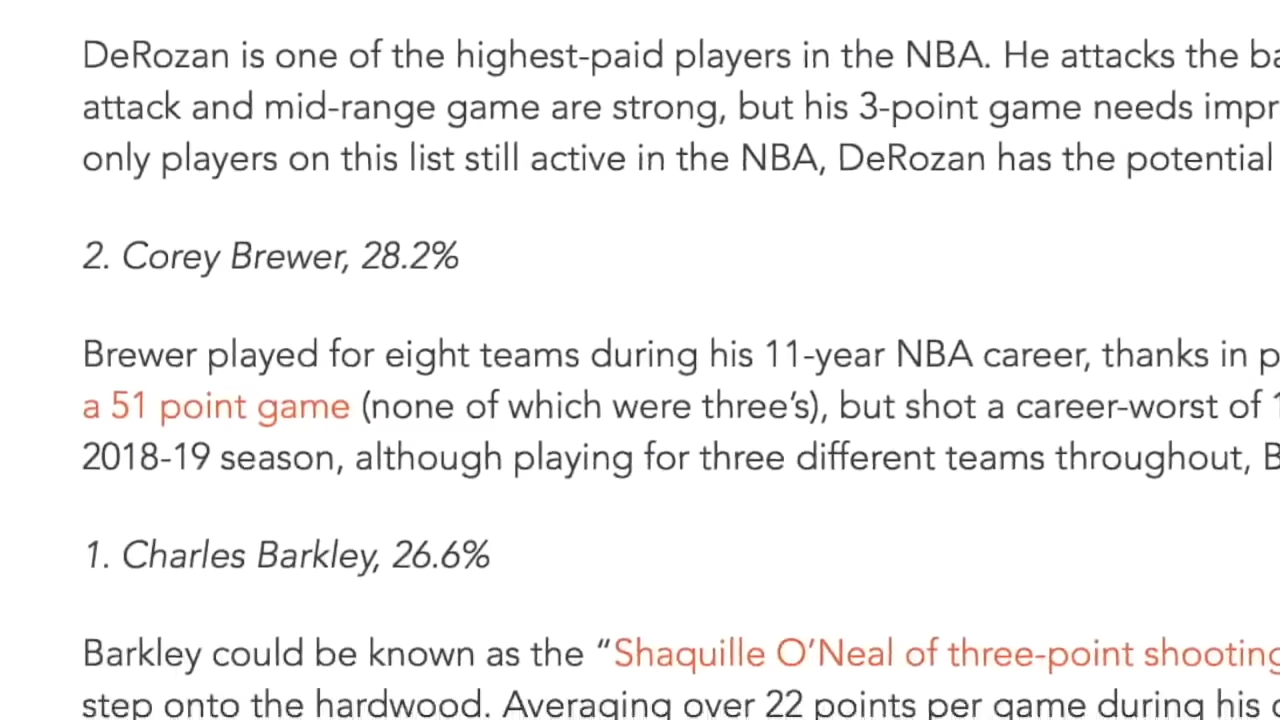 DeRozan is one of the highest-paid players in the NBA. He attacks the
attack and mid-range game are strong, but his 3-point game needs
only players on this list still active in the NBA, DeRozan has the potential
2. Corey Brewer, 28.2%
Brewer played for eight teams during his 11-year NBA career, thanks in
a 51 point game (none of which were three's), but shot a career-worst of
2018-19 season, although playing for three different teams throughout,
1. Charles Barkley, 26.6%
Barkley could be known as the “Shaquille O’Neal of three-point shooting
step onto the hardwood. Averaging over 22 points per game during his